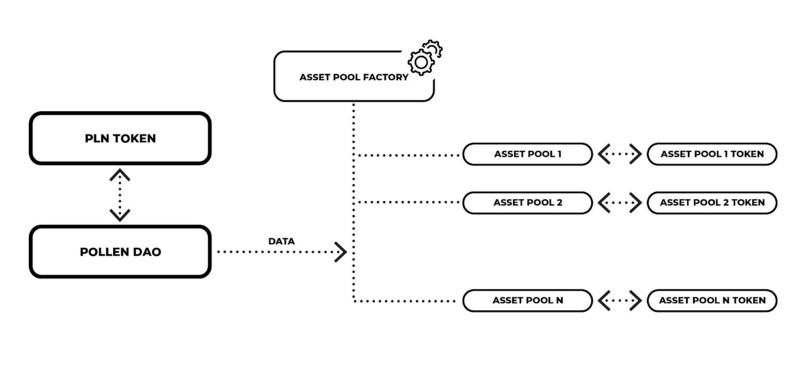 ASSET POOL FACTORY
PLN TOKEN
ASSET POOL 1
ASSET POOL 1 TOKEN
ASSET POOL 2
ASSET POOL 2 TOKEN
POLLEN DAO
DATA
ASSET POOL N
ASSET POOL N TOKEN